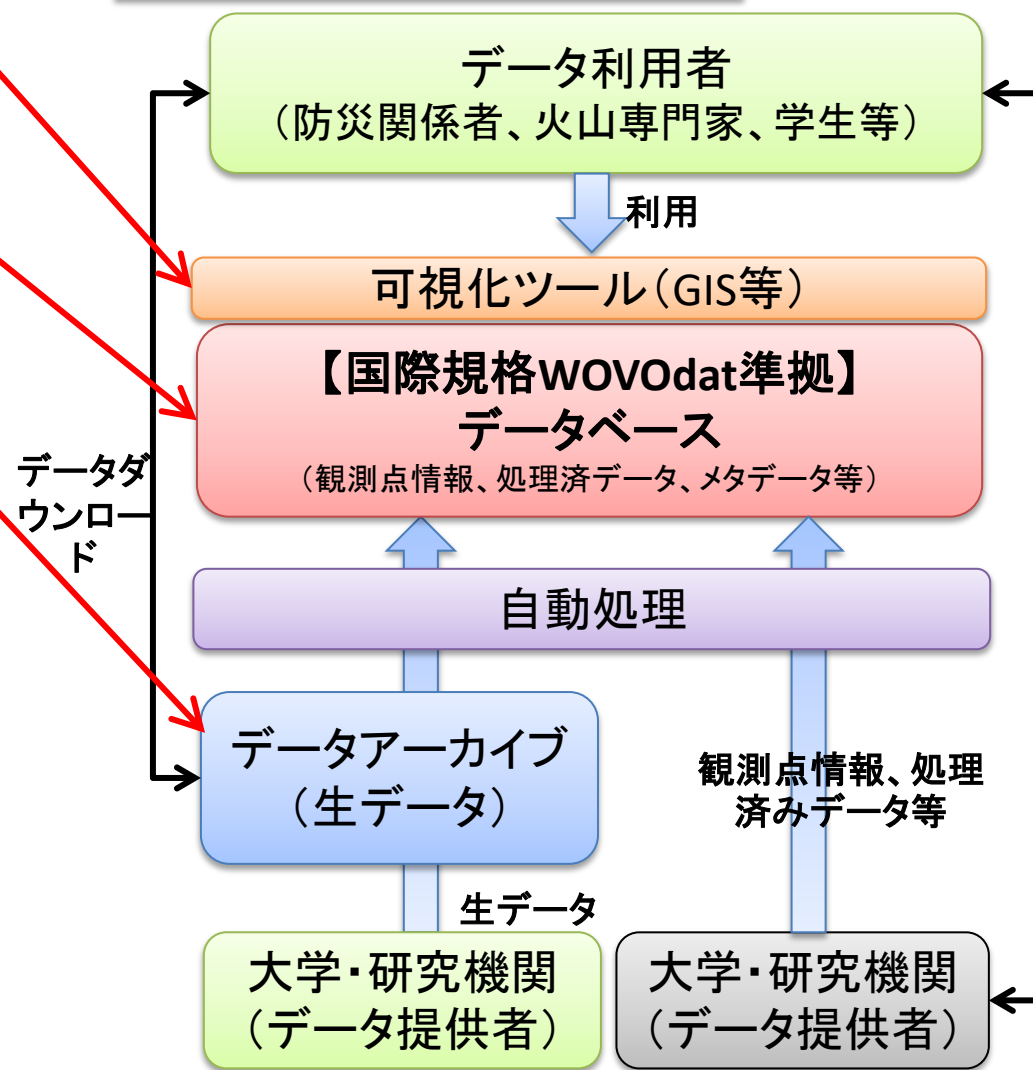 データ利用者
（防災関係者、火山専門家、学生等）
利用
可視化ツール（GIS等）
【国際規格WOVOdat準拠】
データベース
（観測点情報、処理済データ、メタデータ等）
データダ
ウンロー
ド
自動処理
データアーカイブ
（生データ）
観測点情報、処理
済みデータ等
生データ
大学・研究機関
（データ提供者）
大学・研究機関
（データ提供者）